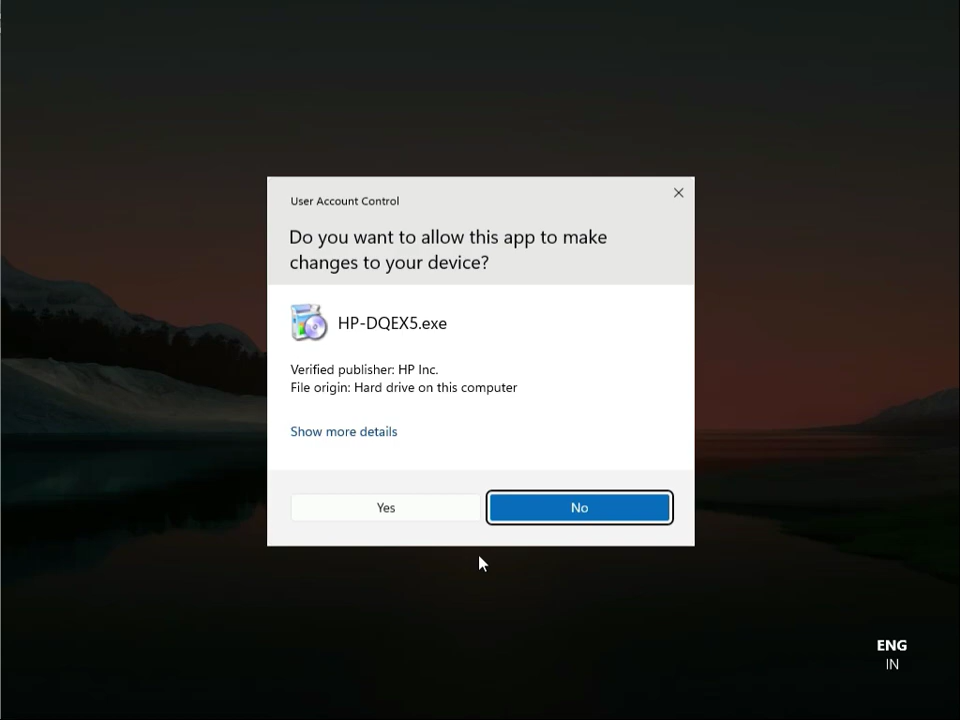 User Account Control
Do you want to allow this app to make
changes to your device?
HP-DQEX5.exe
Verified publisher: HP Inc.
File origin: Hard drive on this computer
Show more details
Yes
No
ENG
IN